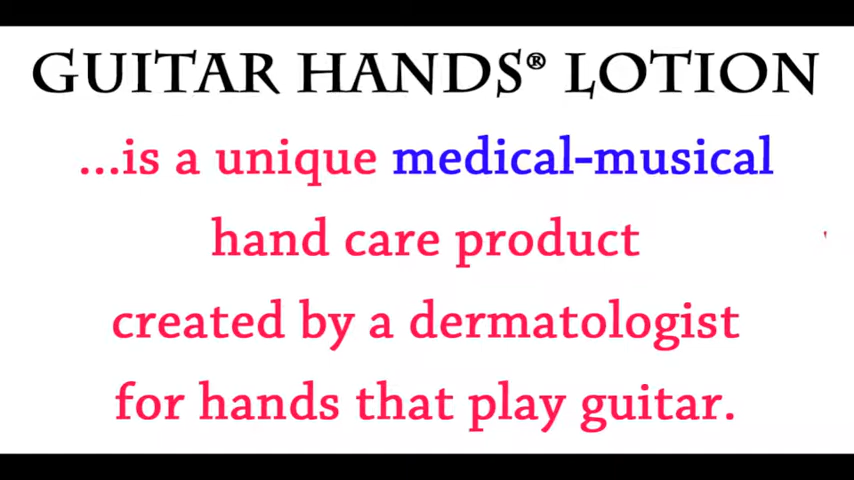 GUITAR HANDS® LOTION
...is a unique medical-musical
hand care product
created by a dermatologist
for hands that play guitar.